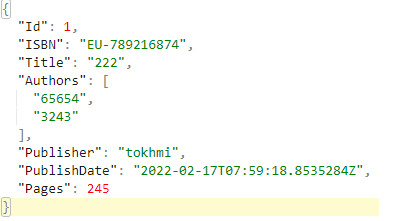 {
"Id": 1,
"ISBN": "EU-789216874",
"Title": "222",
"Authors": [
"65654",
"3243"
],
"Publisher": "tokhmi",
"PublishDate": "2022-02-17T07:59:18.8535284Z",
"Pages": 245
}